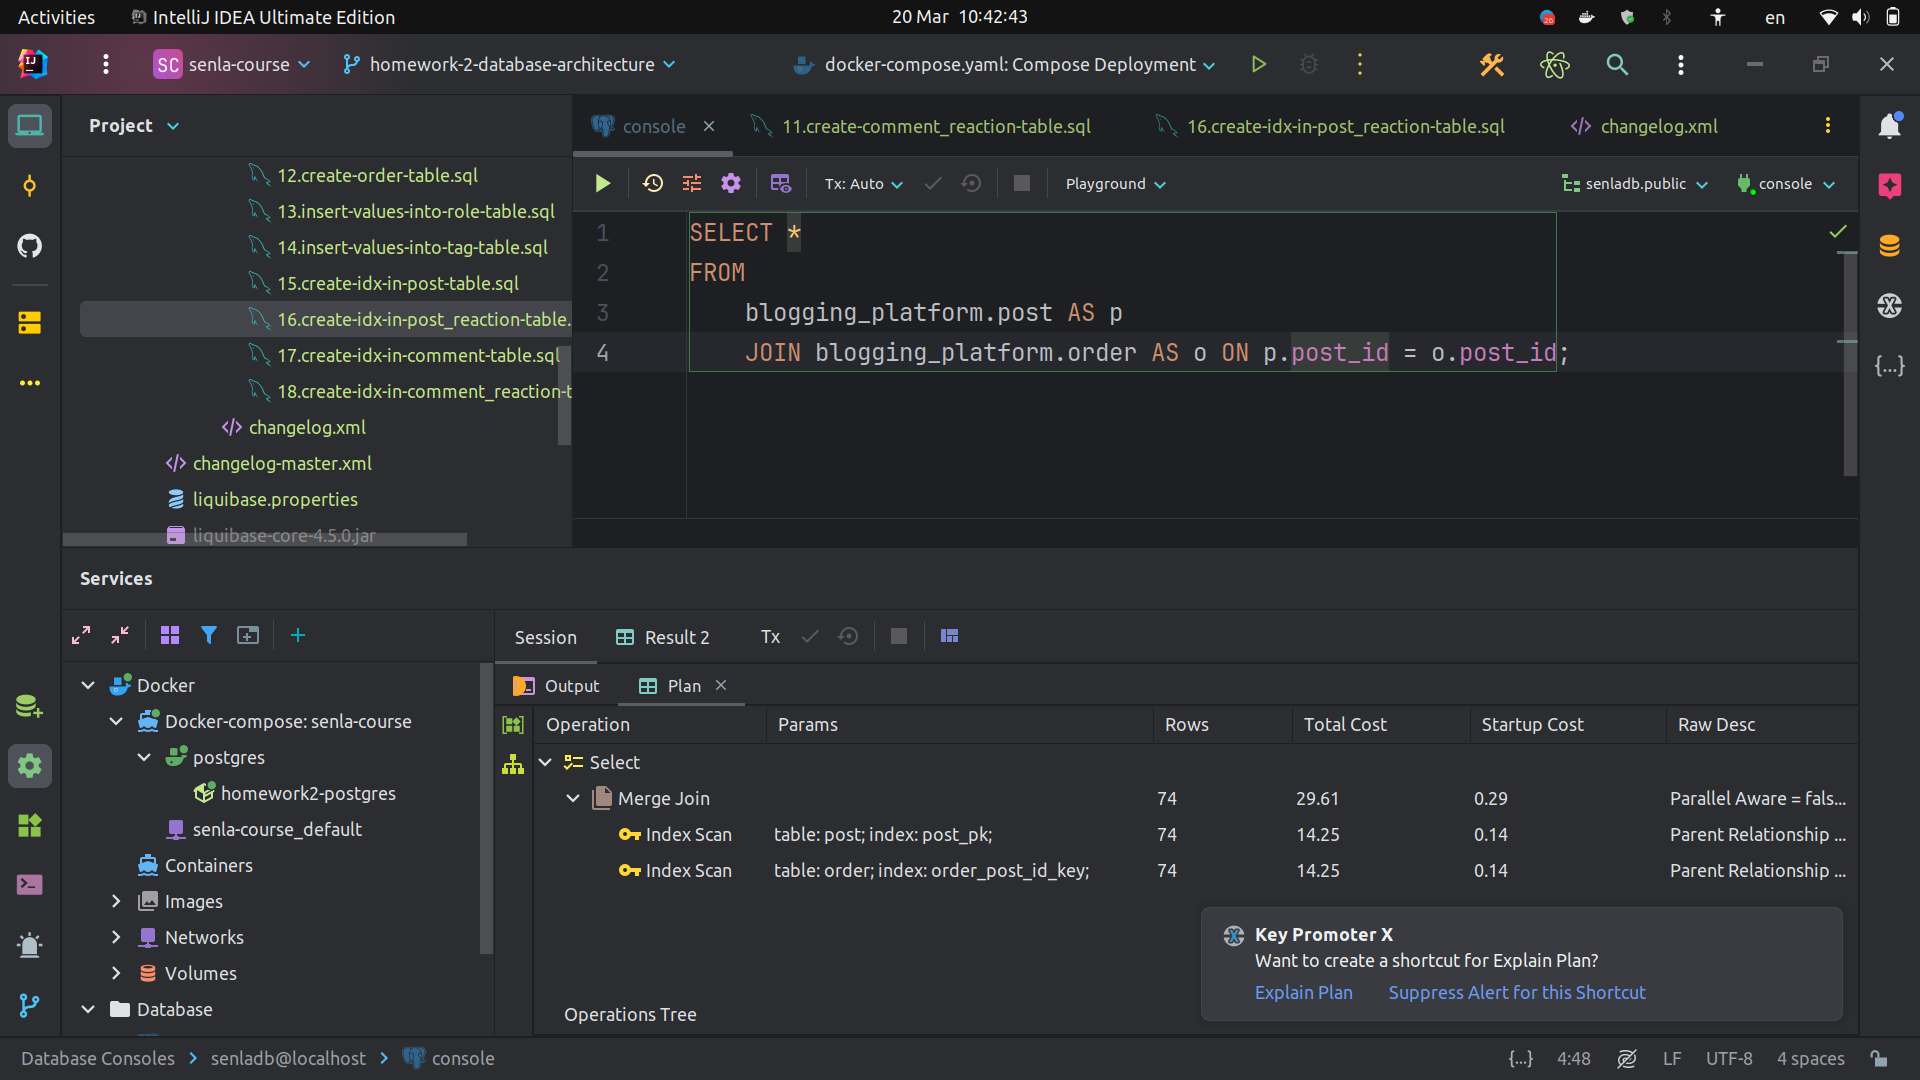 Activities
IntelliJ IDEA Ultimate Edition
20 Mar 10:42:43
26
en
IJ
SC senla-course
homework-2-database-architecture
docker-compose.yaml: Compose Deployment
Project
console
11.create-comment_reaction-table.sql
16.create-idx-in-post_reaction-table.sql
changelog.xml
12.create-order-table.sql
13.insert-values-into-role-table.sql
14.insert-values-into-tag-table.sql
15.create-idx-in-post-table.sql
16.create-idx-in-post_reaction-table.
17.create-idx-in-comment-table.sql
18.create-idx-in-comment_reaction-t
changelog.xml
changelog-master.xml
liquibase.properties
liquibase-core-4.5.0.jar
Tx: Auto
Playground
senladb.public
console
1 SELECT *
2 FROM
3 blogging_platform.post AS p
4 JOIN blogging_platform.order AS o ON p.post_id = o.post_id;
{...}
Services
Session
Result 2
Tx
Output
Plan
Docker
Docker-compose: senla-course
postgres
homework2-postgres
senla-course_default
Containers
Images
Networks
Volumes
Database
Operation Params Rows Total Cost Startup Cost Raw Desc
Select
Merge Join 74 29.61 0.29 Parallel Aware = fals...
Index Scan table: post; index: post_pk; 74 14.25 0.14 Parent Relationship ...
Index Scan table: order; index: order_post_id_key; 74 14.25 0.14 Parent Relationship ...
Key Promoter X
Want to create a shortcut for Explain Plan?
Explain Plan Suppress Alert for this Shortcut
Operations Tree
Database Consoles
senladb@localhost
console
{...}
4:48
LF
UTF-8
4 spaces